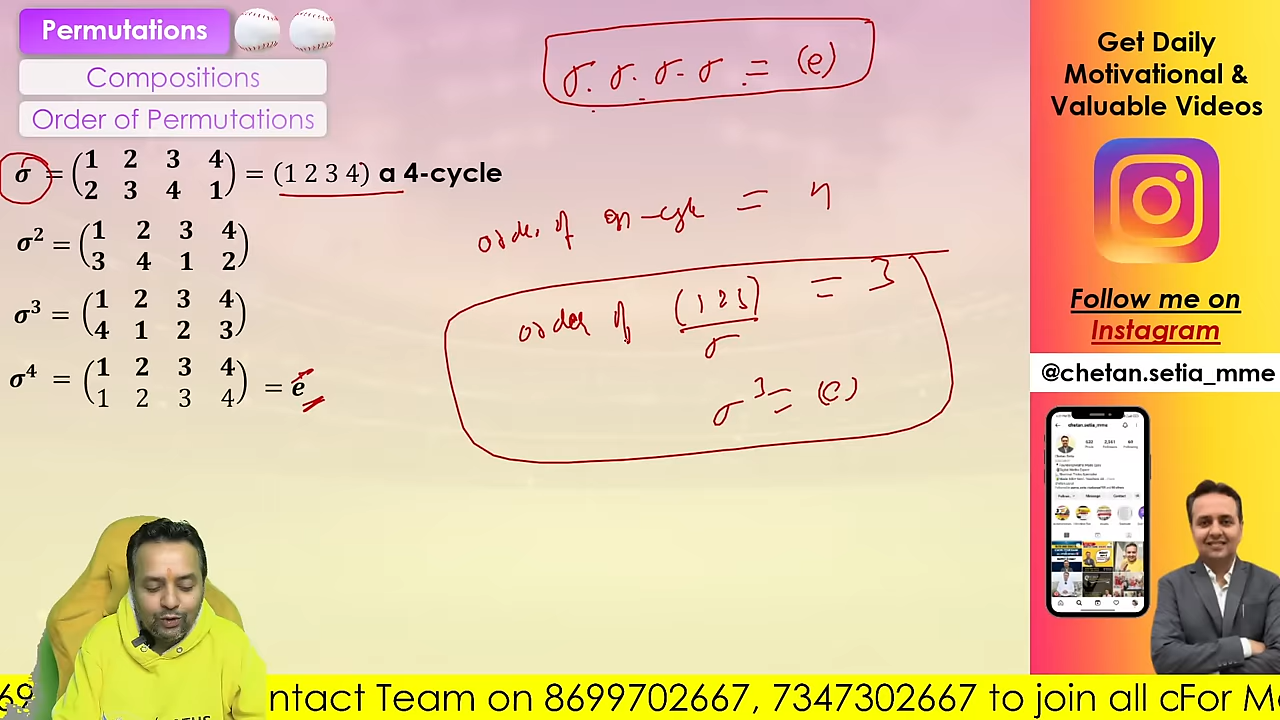 Permutations
Compositions
Order of Permutations
σ = (1 2 3 4 / 2 3 4 1) = (1 2 3 4) a 4-cycle
σ² = (1 2 3 4 / 3 4 1 2)
σ³ = (1 2 3 4 / 4 1 2 3)
σ⁴ = (1 2 3 4 / 1 2 3 4) = e
σ. σ. σ. σ = (e)
order of = n
order of (1 2 3) = 3
σ
σ³ = (e)
Get Daily
Motivational &
Valuable Videos
Follow me on
Instagram
@chetan.setia_mme
chetan.setia_mme
69
ntact Team on 8699702667, 7347302667 to join all cFor M